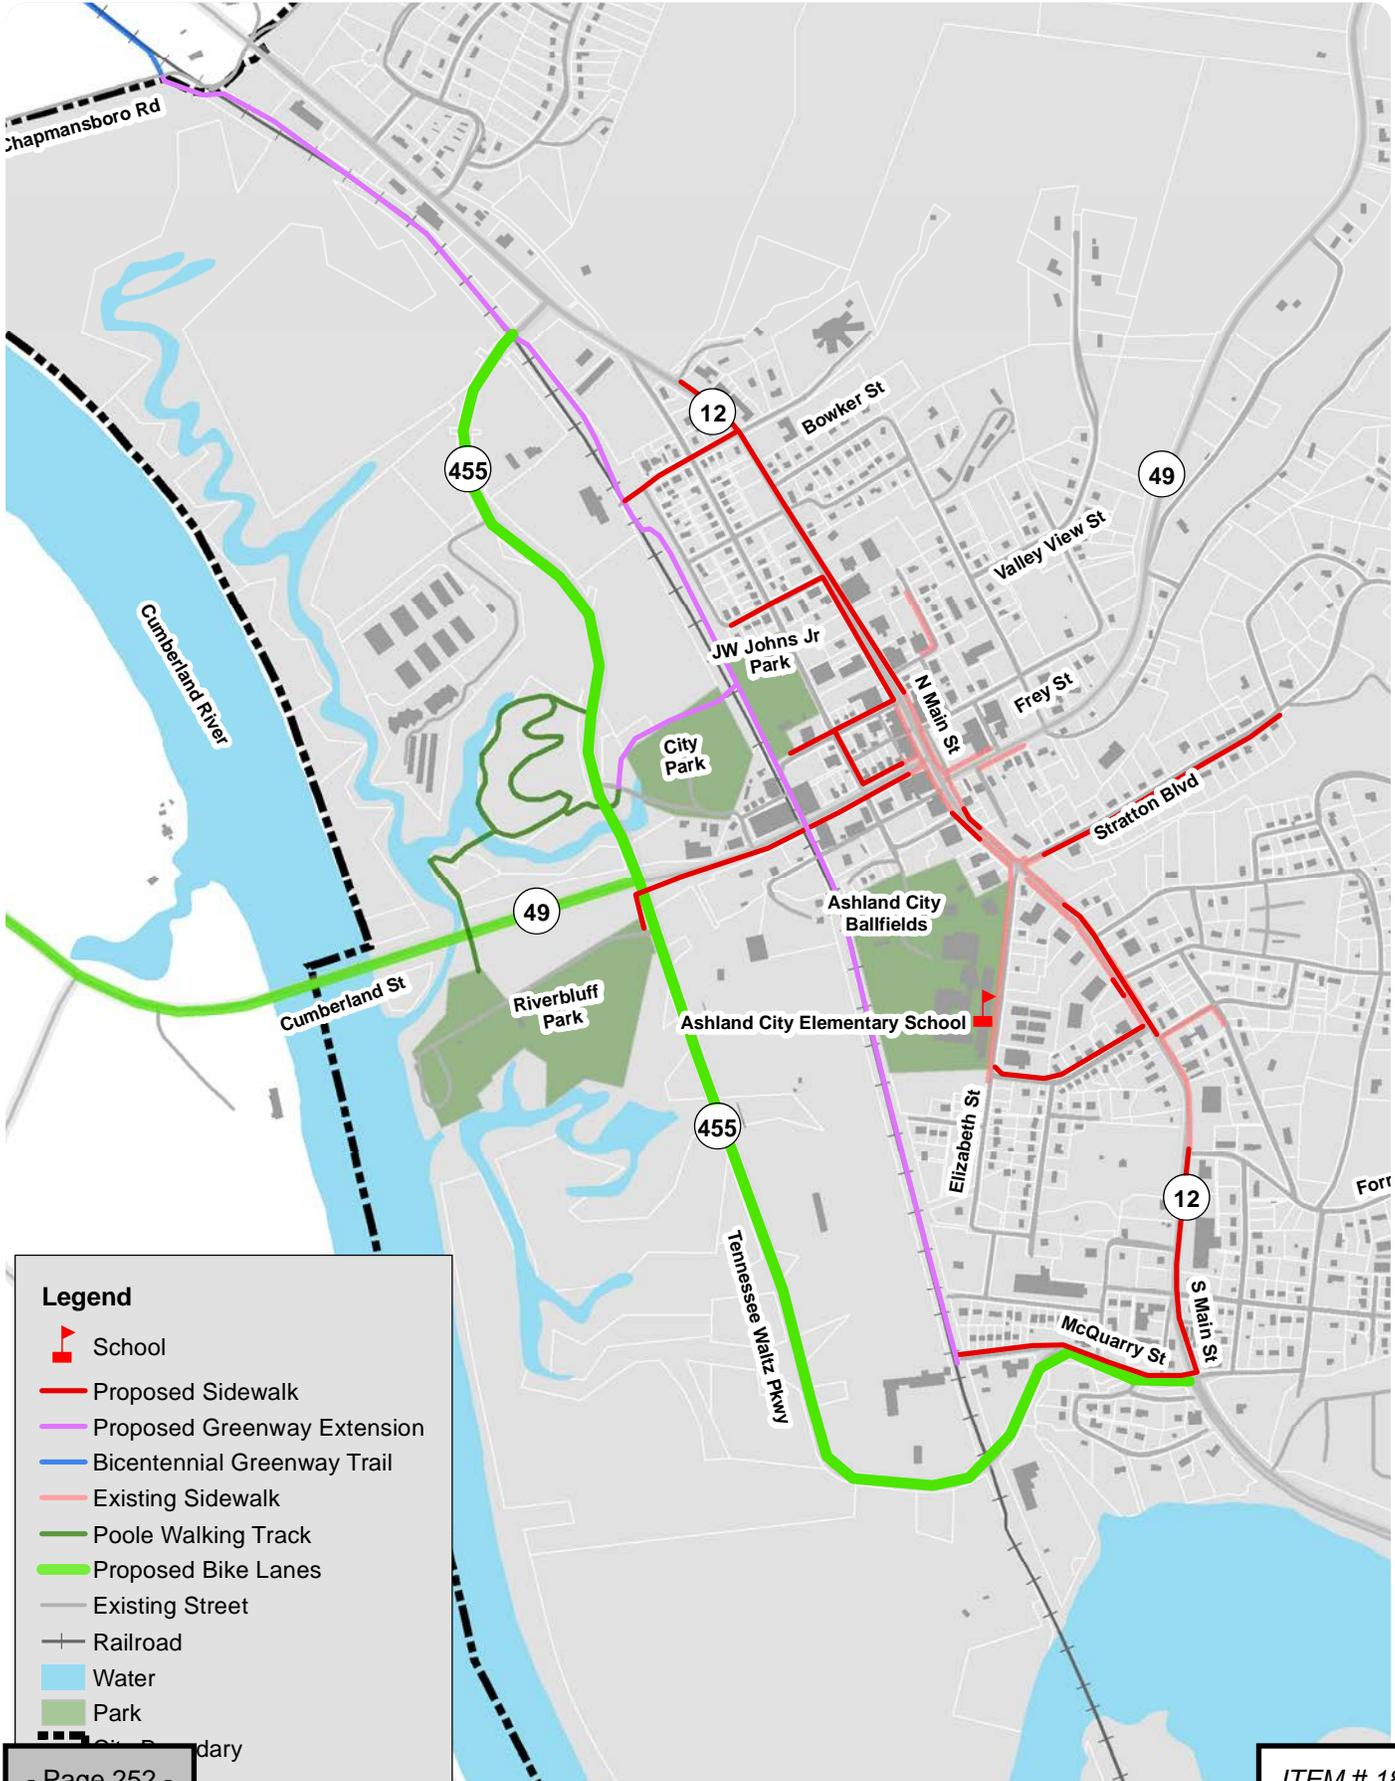 Chapmansboro Rd
12
Bowker St
455
49
Valley View St
Cumberland River
JW Johns Jr
Park
N Main St
Frey St
City
Park
Stratton Blvd
49
Ashland City
Ballfields
Cumberland St
Riverbluff
Park
Ashland City Elementary School
455
Elizabeth St
12
Tennessee Waltz Pkwy
S Main St
McQuarry St
Legend
School
Proposed Sidewalk
Proposed Greenway Extension
Bicentennial Greenway Trail
Existing Sidewalk
Poole Walking Track
Proposed Bike Lanes
Existing Street
Railroad
Water
Park
- Page 252 -
ITEM #